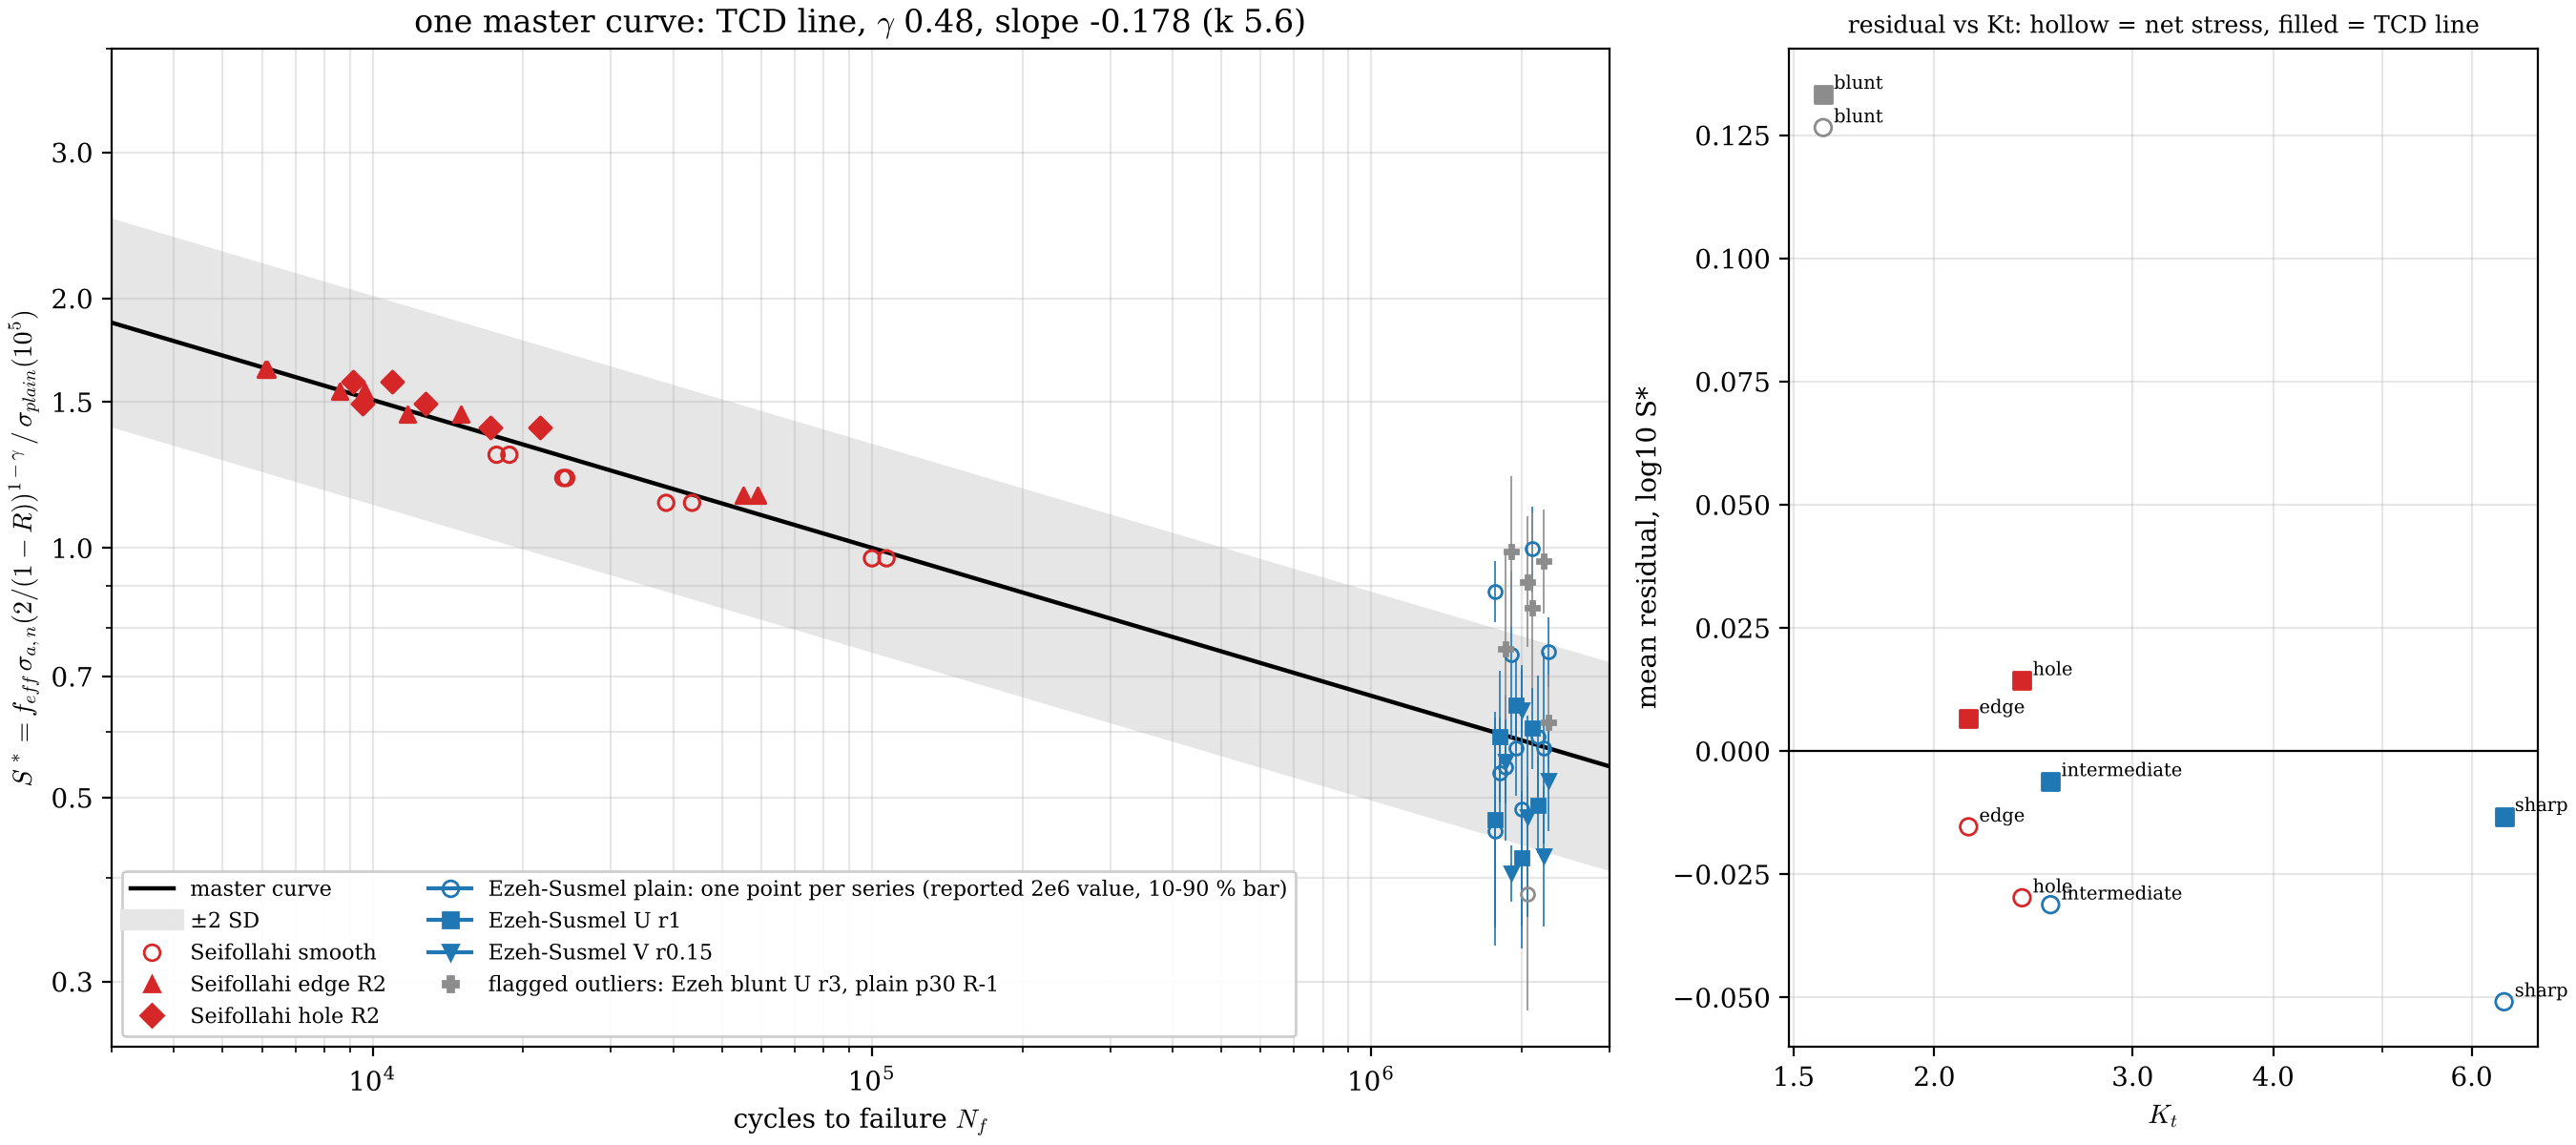 one master curve: TCD line, γ 0.48, slope -0.178 (k 5.6)
S* = f_eff σ_a,n (2/(1 − R))^1−γ / σ_plain(10^5)
3.0
2.0
1.5
1.0
0.7
0.5
0.3
master curve
±2 SD
Seifollahi smooth
Seifollahi edge R2
Seifollahi hole R2
Ezeh-Susmel plain: one point per series (reported 2e6 value, 10-90 % bar)
Ezeh-Susmel U r1
Ezeh-Susmel V r0.15
flagged outliers: Ezeh blunt U r3, plain p30 R-1
10^4
10^5
10^6
cycles to failure N_f
residual vs Kt: hollow = net stress, filled = TCD line
mean residual, log10 S*
0.125
0.100
0.075
0.050
0.025
0.000
−0.025
−0.050
blunt
blunt
hole
edge
intermediate
sharp
edge
hole
intermediate
sharp
1.5
2.0
3.0
4.0
6.0
K_t